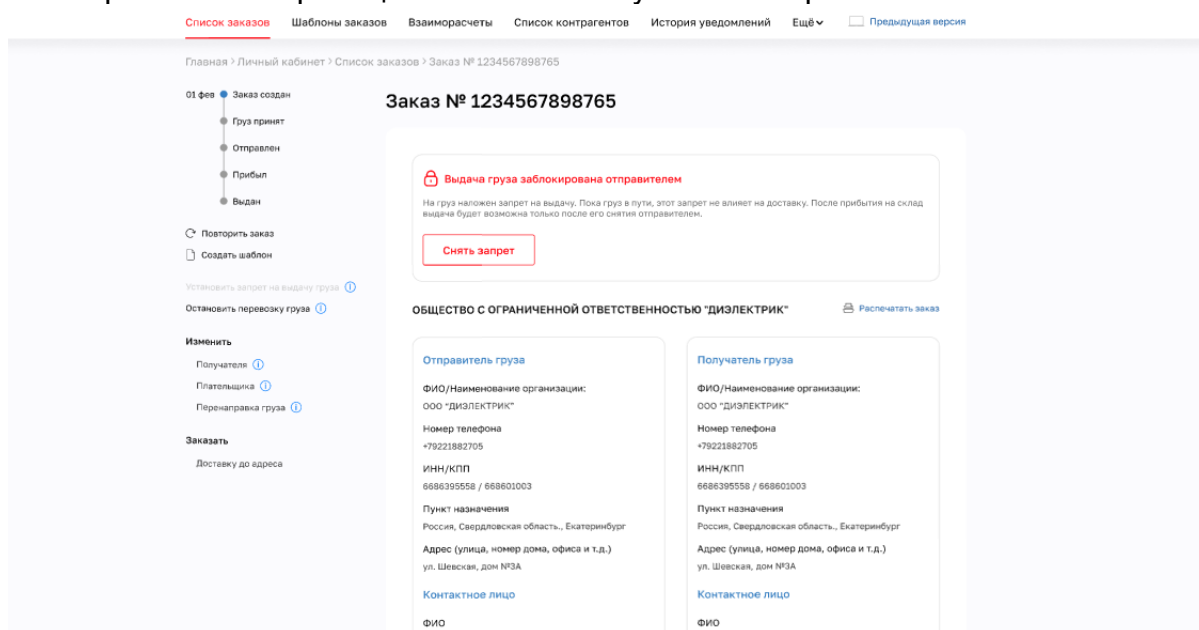 Список заказов Шаблоны заказов Взаиморасчеты Список контрагентов История уведомлений Ещё Предыдущая версия
Главная > Личный кабинет > Список заказов > Заказ № 1234567898765
01 фев Заказ создан
Груз принят
Отправлен
Прибыл
Выдан
Повторить заказ
Создать шаблон
Установить запрет на выдачу груза
Остановить перевозку груза
Изменить
Получателя
Плательщика
Перенаправка груза
Заказать
Доставку до адреса
Заказ № 1234567898765
Выдача груза заблокирована отправителем
На груз наложен запрет на выдачу. Пока груз в пути, этот запрет не влияет на доставку. После прибытия на склад
выдача будет возможна только после его снятия отправителем.
Снять запрет
ОБЩЕСТВО С ОГРАНИЧЕННОЙ ОТВЕТСТВЕННОСТЬЮ "ДИЭЛЕКТРИК" Распечатать заказ
Отправитель груза
ФИО/Наименование организации:
ООО "ДИЭЛЕКТРИК"
Номер телефона
+79221882705
ИНН/КПП
6686395558 / 668601003
Пункт назначения
Россия, Свердловская область., Екатеринбург
Адрес (улица, номер дома, офиса и т.д.)
ул. Шевская, дом №3А
Контактное лицо
ФИО
Получатель груза
ФИО/Наименование организации:
ООО "ДИЭЛЕКТРИК"
Номер телефона
+79221882705
ИНН/КПП
6686395558 / 668601003
Пункт назначения
Россия, Свердловская область., Екатеринбург
Адрес (улица, номер дома, офиса и т.д.)
ул. Шевская, дом №3А
Контактное лицо
ФИО